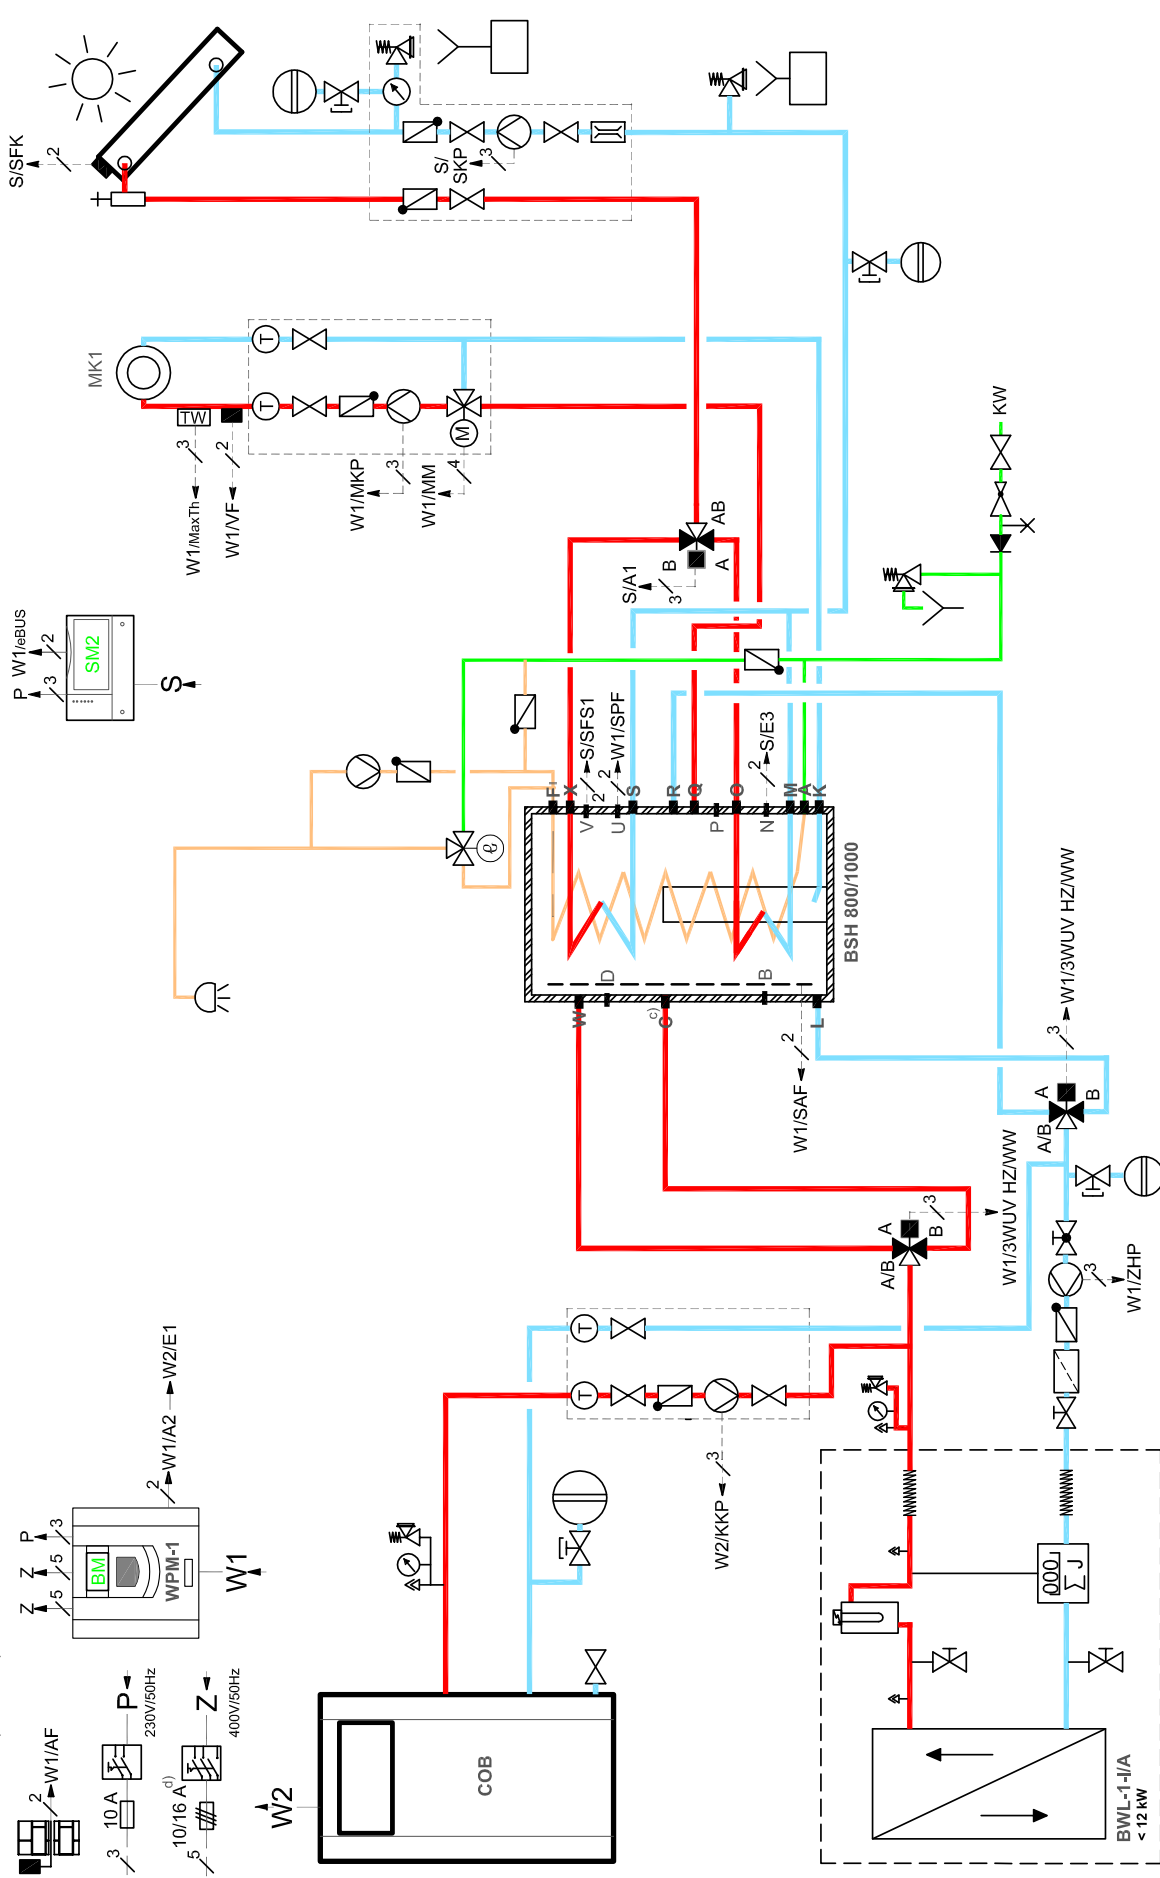 S/SFK
2
S/
SKP
3
MK1
T
T
TW
3
2
W1/MaxTh
W1/VF
M
3
4
W1/MKP
W1/MM
KW
AB
B
A
S/A1
3
P
W1/eBUS
3
2
SM2
S
S/SFS1
2
W1/SPF
2
S/E3
2
F
X
V
U
S
R
Q
P
O
N
M
A
K
BSH 800/1000
D
B
W
c)
C
L
2
W1/SAF
W1/3WUV HZ/WW
3
A
B
A/B
A
B
A/B
3
W1/3WUV HZ/WW
3
W1/ZHP
T
T
3
W2/KKP
W1/A2
W2/E1
2
Z
Z
P
5
5
3
BM
WPM-1
W1
W1/AF
2
P
230V/50Hz
10 A
3
Z
400V/50Hz
10/16 A
d)
5
W2
COB
000
Σ J
BWL-1-I/A
< 12 kW